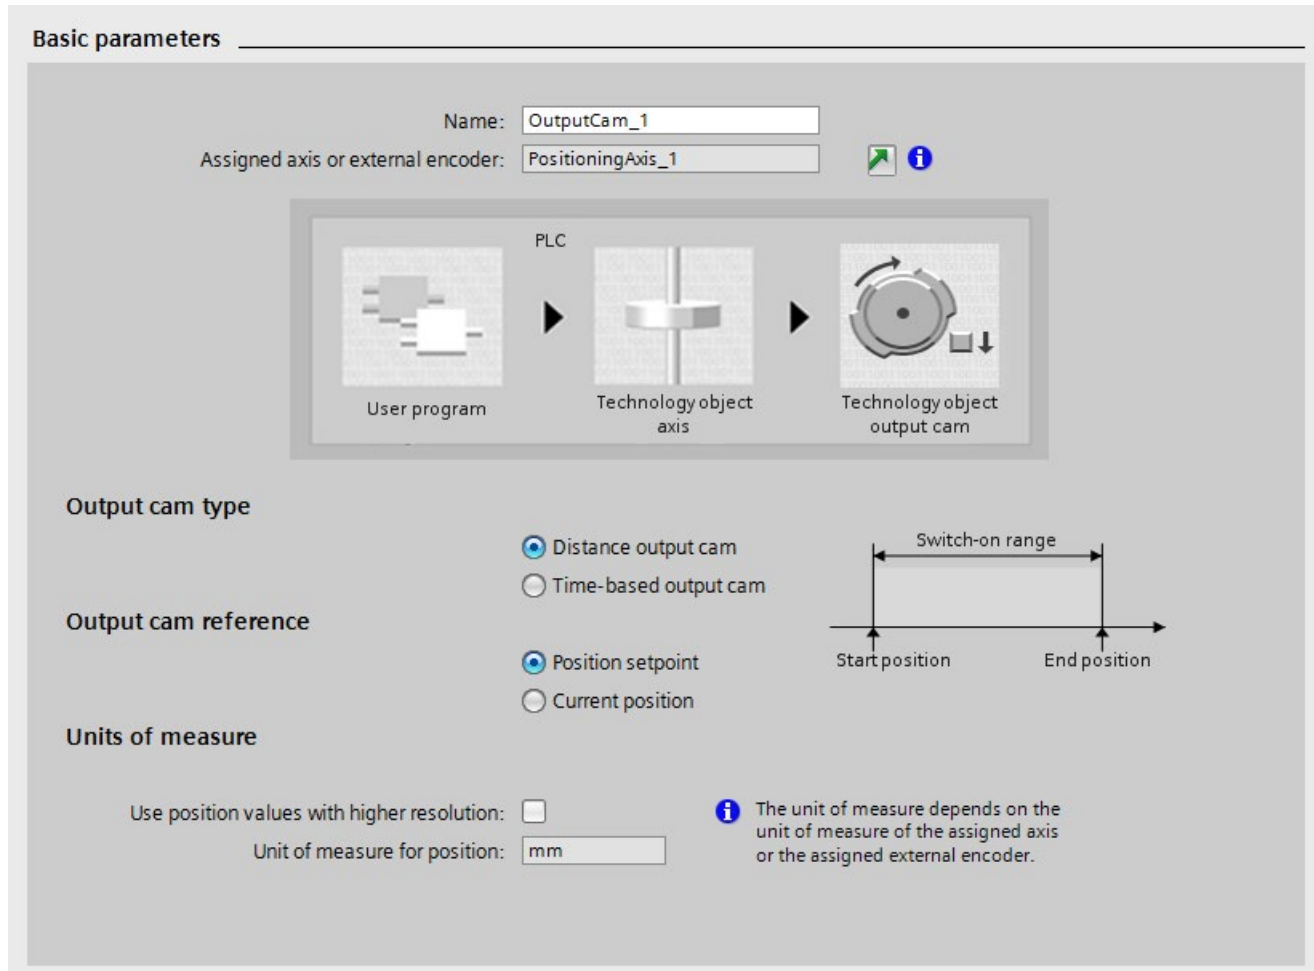 Basic parameters
Name: OutputCam_1
Assigned axis or external encoder: PositioningAxis_1
PLC
User program
Technology object
axis
Technology object
output cam
Output cam type
Distance output cam
Time-based output cam
Switch-on range
Start position
End position
Output cam reference
Position setpoint
Current position
Units of measure
Use position values with higher resolution:
Unit of measure for position: mm
The unit of measure depends on the
unit of measure of the assigned axis
or the assigned external encoder.